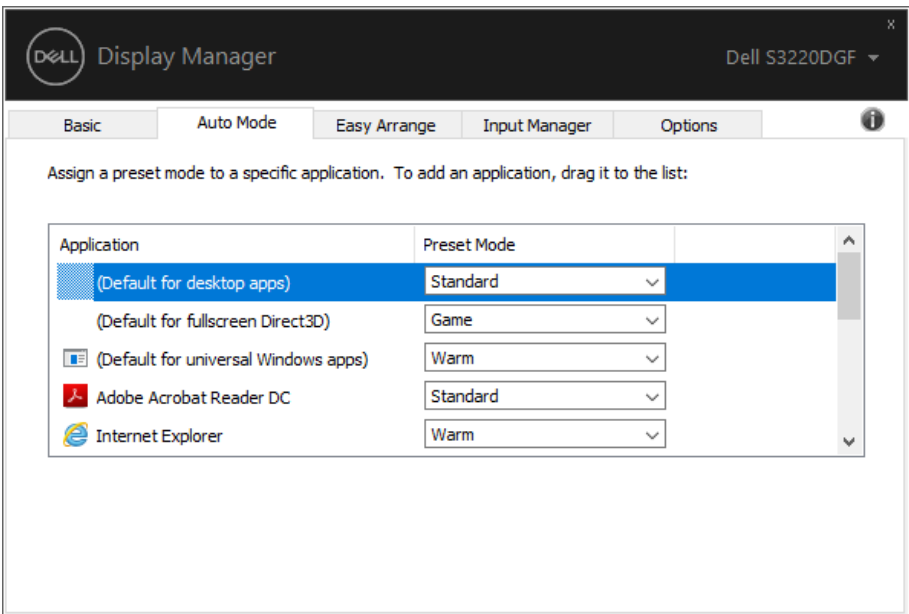 DELL Display Manager
x
Dell S3220DGF
Basic Auto Mode Easy Arrange Input Manager Options
Assign a preset mode to a specific application. To add an application, drag it to the list:
Application Preset Mode
(Default for desktop apps) Standard
(Default for fullscreen Direct3D) Game
(Default for universal Windows apps) Warm
Adobe Acrobat Reader DC Standard
Internet Explorer Warm